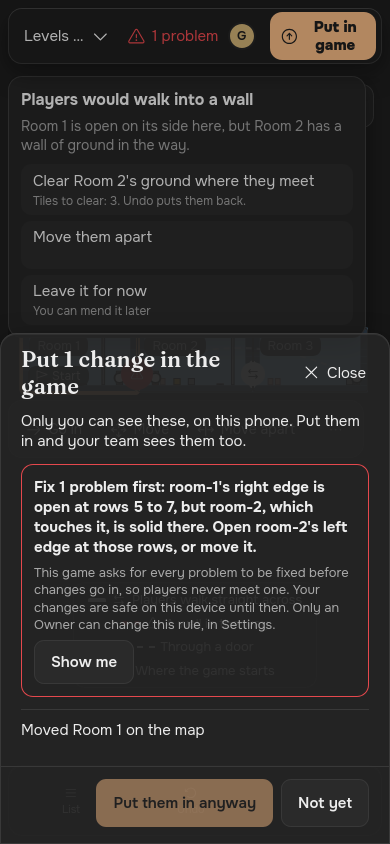 Levels ...
1 problem
G
Put in
game
Players would walk into a wall
Room 1 is open on its side here, but Room 2 has a
wall of ground in the way.
Clear Room 2's ground where they meet
Tiles to clear: 3. Undo puts them back.
Move them apart
Leave it for now
You can mend it later
Room 1
Room 2
Room 3
Put 1 change in the
game
Close
Only you can see these, on this phone. Put them
in and your team sees them too.
Fix 1 problem first: room-1's right edge is
open at rows 5 to 7, but room-2, which
touches it, is solid there. Open room-2's left
edge at those rows, or move it.
This game asks for every problem to be fixed before
changes go in, so players never meet one. Your
changes are safe on this device until then. Only an
Owner can change this rule, in Settings.
Show me
Through a door
Where the game starts
Moved Room 1 on the map
List
Put them in anyway
Not yet